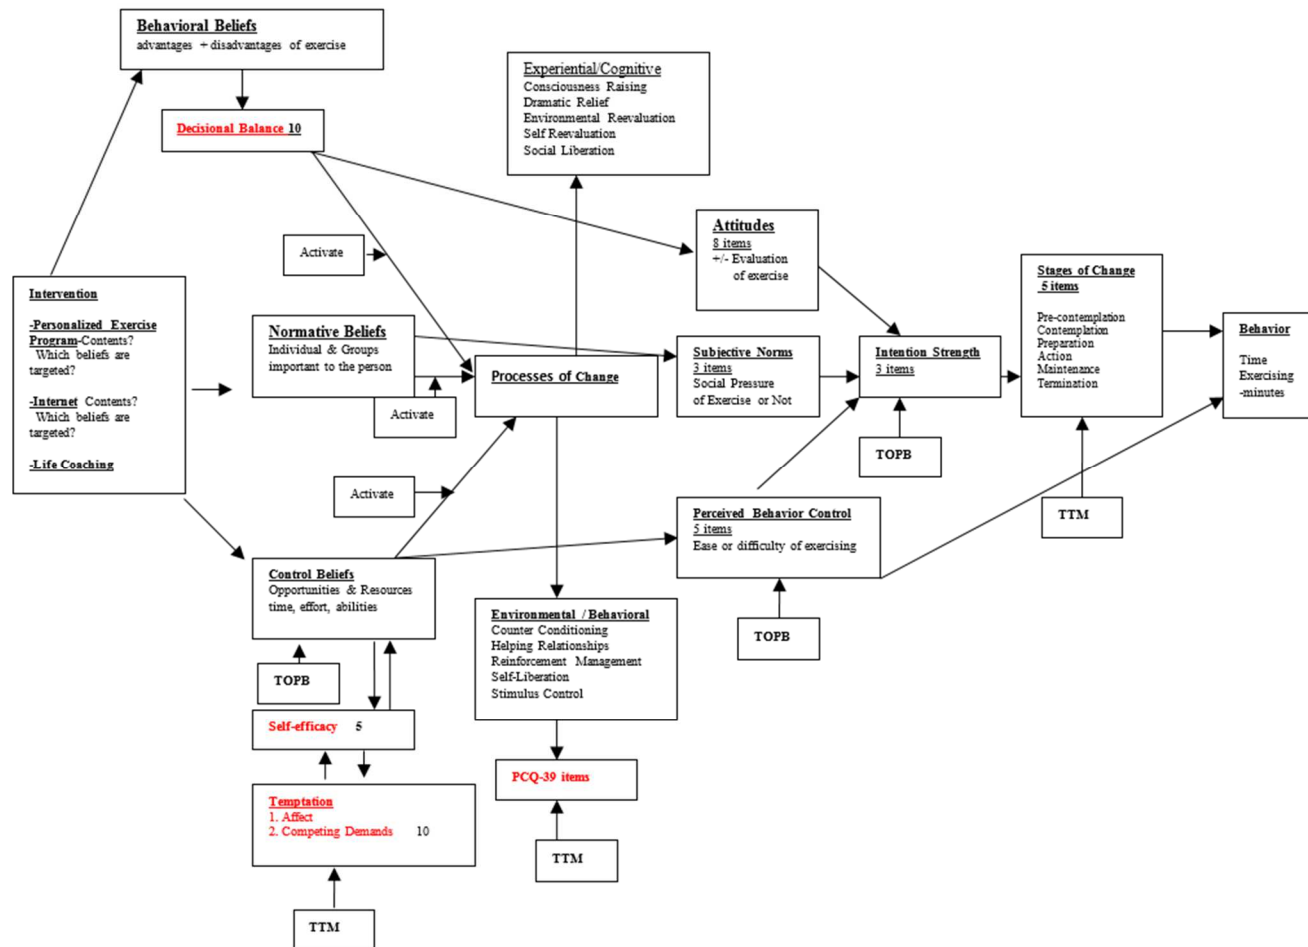 Behavioral Beliefs
advantages + disadvantages of exercise
Decisional Balance 10
Experiential/Cognitive
Consciousness Raising
Dramatic Relief
Environmental Reevaluation
Self Reevaluation
Social Liberation
Activate
Attitudes
8 items
+/- Evaluation
of exercise
Intervention
-Personalized Exercise
Program-Contents?
Which beliefs are
targeted?
-Internet Contents?
Which beliefs are
targeted?
-Life Coaching
Normative Beliefs
Individual & Groups
important to the person
Activate
Processes of Change
Subjective Norms
3 items
Social Pressure
of Exercise or Not
Intention Strength
3 items
TOPB
Stages of Change
5 items
Pre-contemplation
Contemplation
Preparation
Action
Maintenance
Termination
TTM
Behavior
Time
Exercising
-minutes
Activate
Perceived Behavior Control
5 items
Ease or difficulty of exercising
TOPB
Control Beliefs
Opportunities & Resources
time, effort, abilities
TOPB
Self-efficacy 5
Temptation
1. Affect
2. Competing Demands 10
TTM
Environmental / Behavioral
Counter Conditioning
Helping Relationships
Reinforcement Management
Self-Liberation
Stimulus Control
PCQ-39 items
TTM